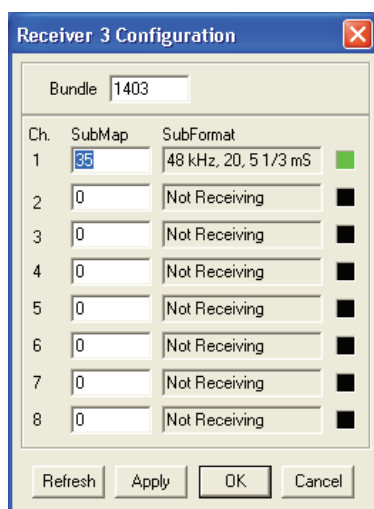 Receiver 3 Configuration
Bundle 1403
Ch. SubMap SubFormat
1 35 48 kHz, 20, 5 1/3 mS
2 0 Not Receiving
3 0 Not Receiving
4 0 Not Receiving
5 0 Not Receiving
6 0 Not Receiving
7 0 Not Receiving
8 0 Not Receiving
Refresh Apply OK Cancel